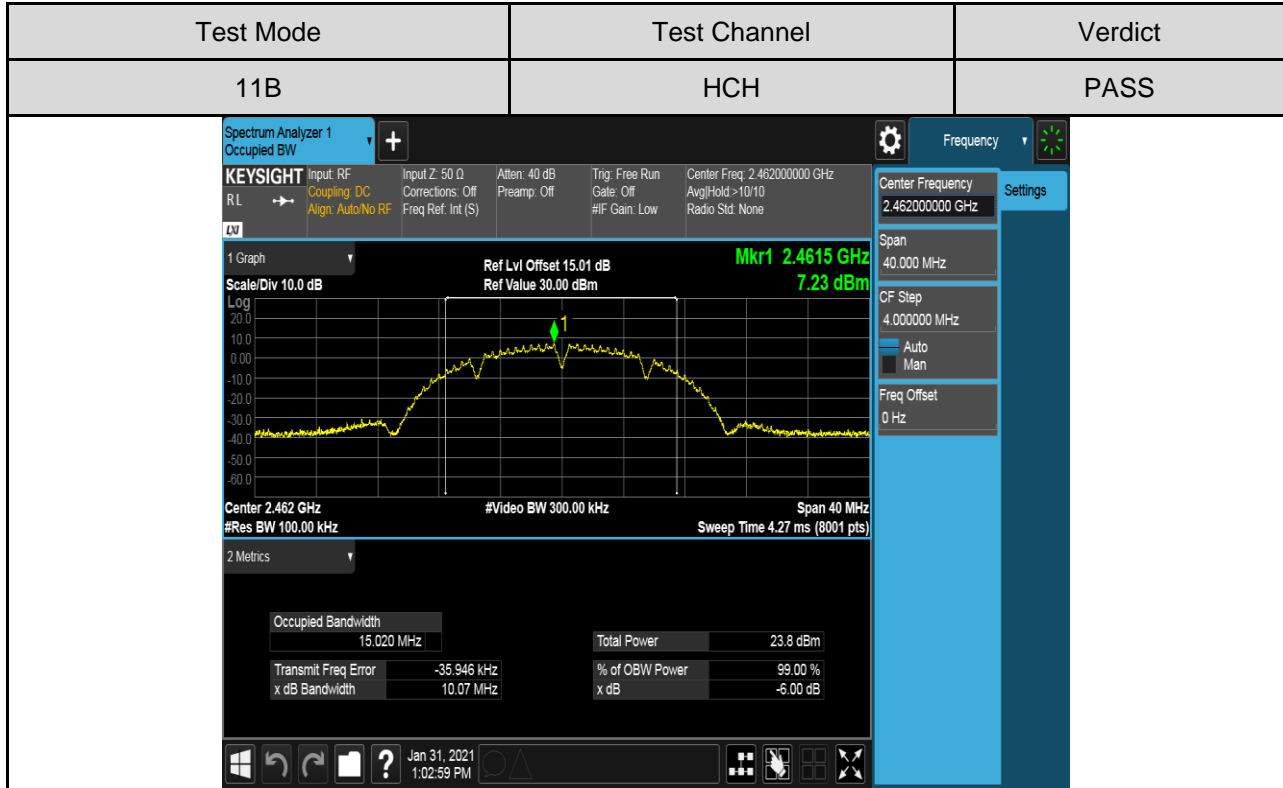 Test Mode Test Channel Verdict
11B HCH PASS
Spectrum Analyzer 1
Occupied BW
+
Frequency
KEYSIGHT Input: RF Input Z: 50 Ω Atten: 40 dB Trig: Free Run Center Freq: 2.462000000 GHz
RL Coupling: DC Corrections: Off Preamp: Off Gate: Off Avg|Hold:>10/10
Align: Auto/No RF Freq Ref: Int (S) #IF Gain: Low Radio Std: None
LXI
Center Frequency
2.462000000 GHz
Settings
Span
40.000 MHz
CF Step
4.000000 MHz
Auto
Man
Freq Offset
0 Hz
1 Graph Ref Lvl Offset 15.01 dB Mkr1 2.4615 GHz
Scale/Div 10.0 dB Ref Value 30.00 dBm 7.23 dBm
Log
20.0
1
10.0
0.00
-10.0
-20.0
-30.0
-40.0
-50.0
-60.0
Center 2.462 GHz #Video BW 300.00 kHz Span 40 MHz
#Res BW 100.00 kHz Sweep Time 4.27 ms (8001 pts)
2 Metrics
Occupied Bandwidth
15.020 MHz Total Power 23.8 dBm
Transmit Freq Error -35.946 kHz % of OBW Power 99.00 %
x dB Bandwidth 10.07 MHz x dB -6.00 dB
? Jan 31, 2021
1:02:59 PM